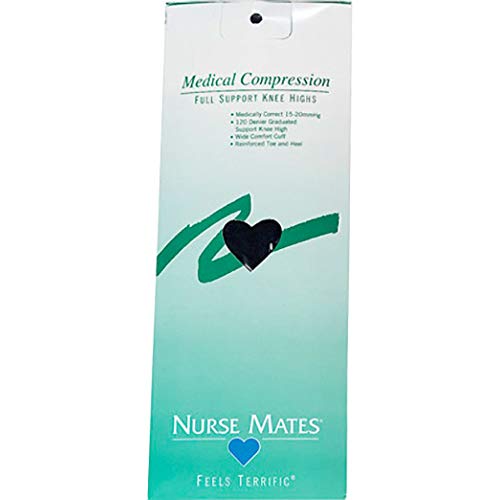 Medical Compression
FULL SUPPORT KNEE HIGHS
• Medically Correct 15-20mmHg
• 120 Denier Graduated
Support Knee High
• Wide Comfort Cuff
• Reinforced Toe and Heel
NURSE MATES®
FEELS TERRIFIC®